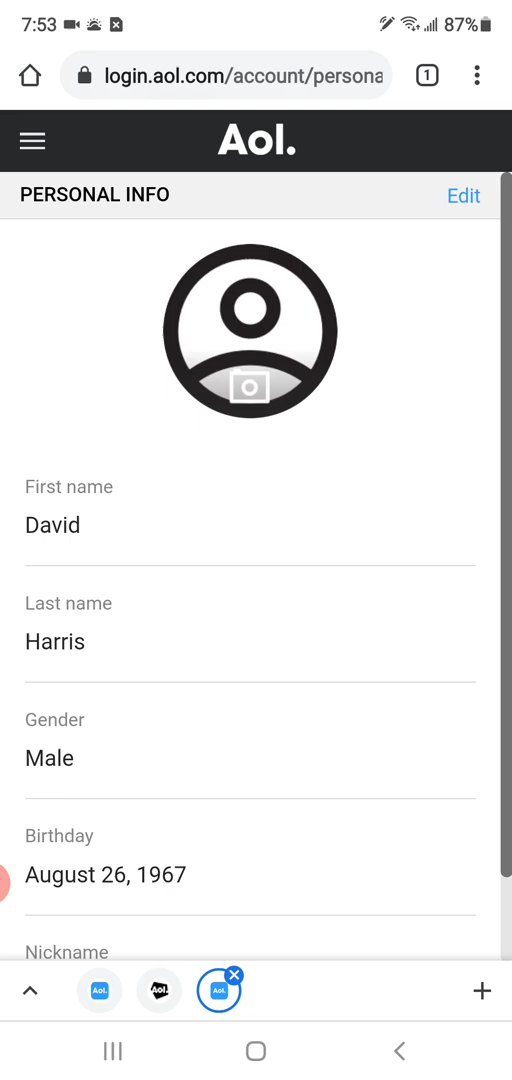 7:53 87%
login.aol.com/account/persona 1
Aol.
PERSONAL INFO Edit
First name
David
Last name
Harris
Gender
Male
Birthday
August 26, 1967
Nickname
Aol. Aol. Aol.